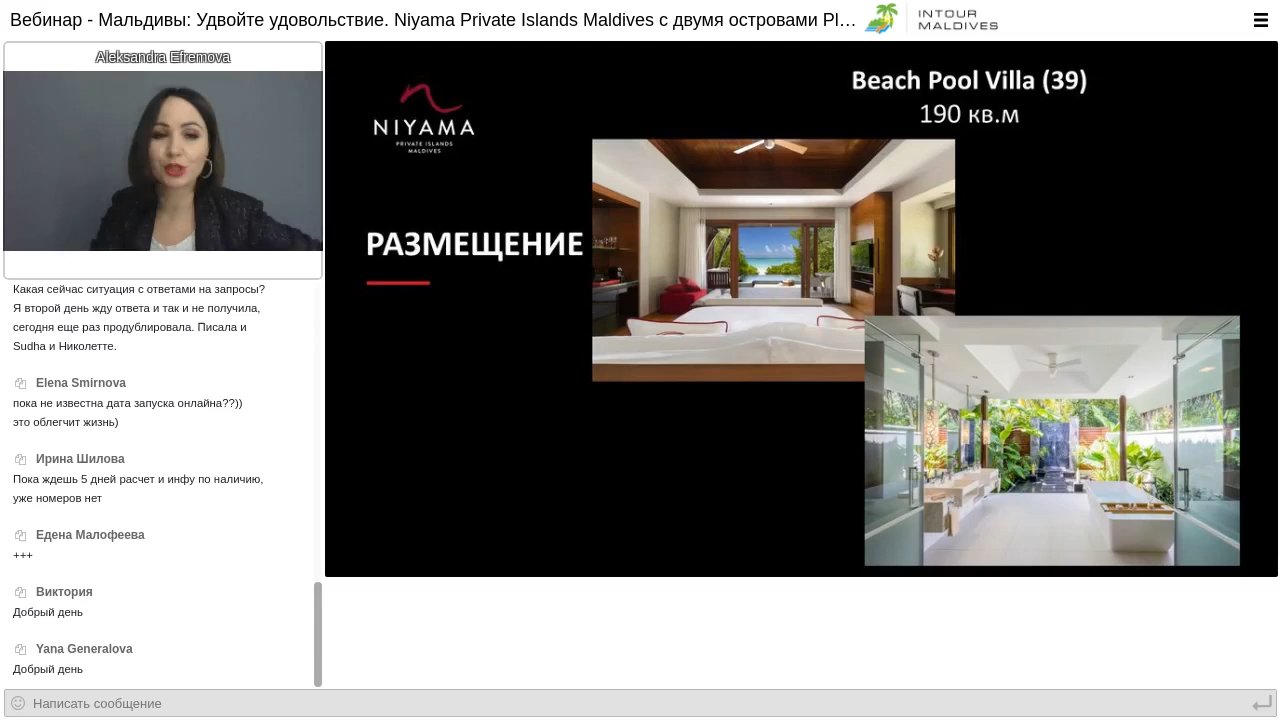 Вебинар - Мальдивы: Удвойте удовольствие. Niyama Private Islands Maldives с двумя островами Pl…
INTOUR
MALDIVES
Aleksandra Efremova
Какая сейчас ситуация с ответами на запросы?
Я второй день жду ответа и так и не получила,
сегодня еще раз продублировала. Писала и
Sudha и Николетте.
Elena Smirnova
пока не известна дата запуска онлайна??))
это облегчит жизнь)
Ирина Шилова
Пока ждешь 5 дней расчет и инфу по наличию,
уже номеров нет
Едена Малофеева
+++
Виктория
Добрый день
Yana Generalova
Добрый день
Написать сообщение
NIYAMA
PRIVATE ISLANDS
MALDIVES
РАЗМЕЩЕНИЕ
Beach Pool Villa (39)
190 кв.м